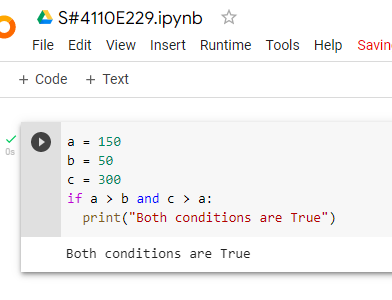 S#4110E229.ipynb
File Edit View Insert Runtime Tools Help Savin
+ Code + Text
0s
a = 150
b = 50
c = 300
if a > b and c > a:
  print("Both conditions are True")
Both conditions are True